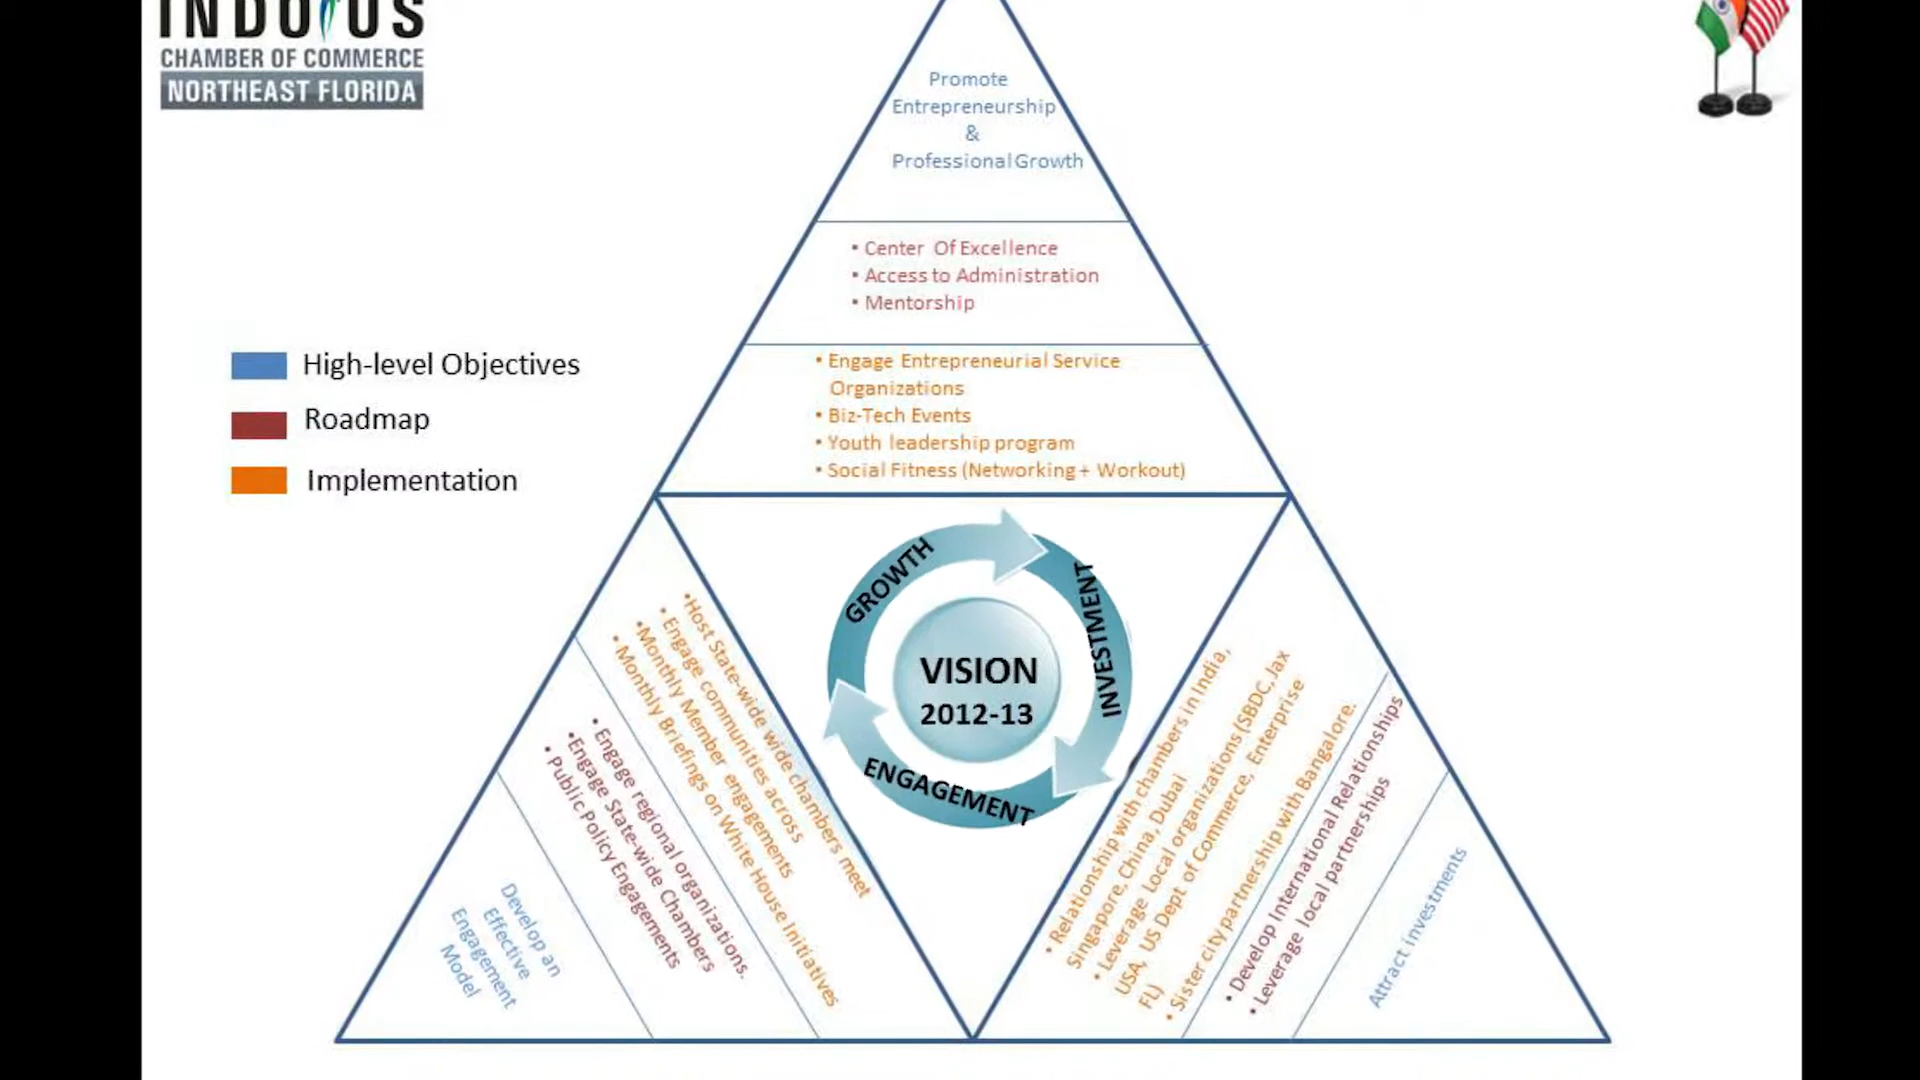 INDO US
CHAMBER OF COMMERCE
NORTHEAST FLORIDA
Promote
Entrepreneurship
&
Professional Growth
• Center Of Excellence
• Access to Administration
• Mentorship
• Engage Entrepreneurial Service
Organizations
• Biz-Tech Events
• Youth leadership program
• Social Fitness (Networking + Workout)
High-level Objectives
Roadmap
Implementation
GROWTH
INVESTMENT
ENGAGEMENT
VISION
2012-13
•Host State-wide wide chambers meet
• Engage communities across
•Monthly Member engagements
• Monthly Briefings on White House Initiatives
• Engage regional organizations.
•Engage State-wide Chambers
• Public Policy Engagements
Develop an
Effective
Engagement
Model
• Relationship with chambers in India,
Singapore, China, Dubai
• Leverage Local organizations (SBDC, Jax
USA, US Dept of Commerce, Enterprise
FL)
• Sister city partnership with Bangalore.
• Develop International Relationships
• Leverage local partnerships
Attract investments